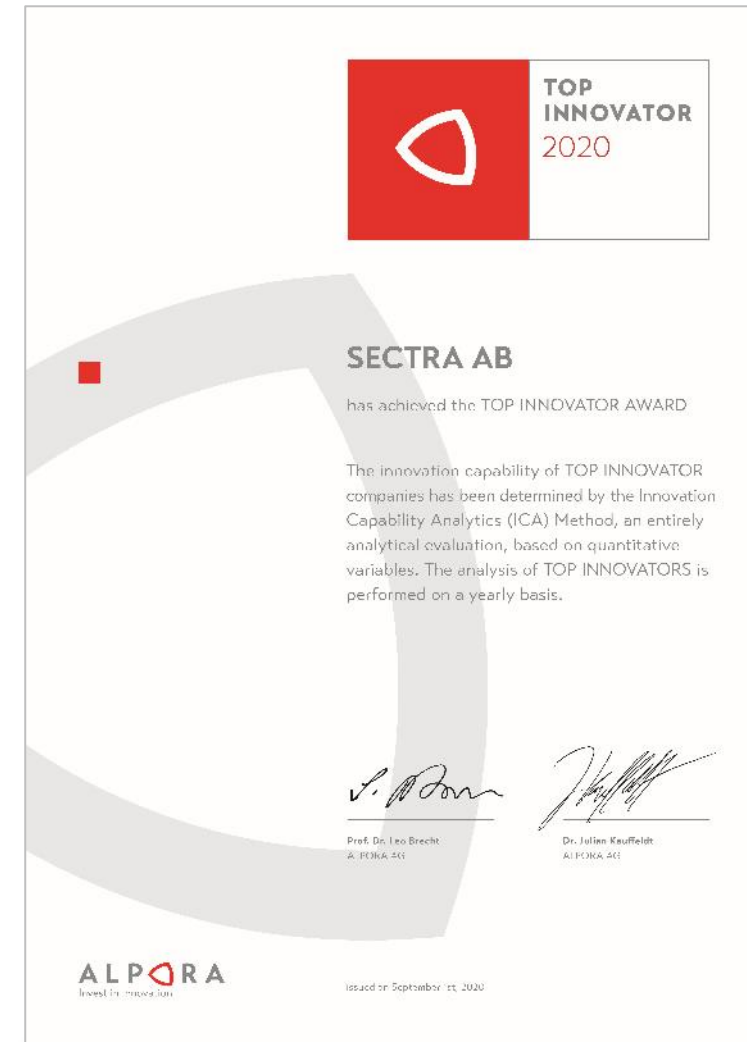 TOP
INNOVATOR
2020
SECTRA AB
has achieved the TOP INNOVATOR AWARD
The innovation capability of TOP INNOVATOR
companies has been determined by the Innovation
Capability Analytics (ICA) Method, an entirely
analytical evaluation, based on quantitative
variables. The analysis of TOP INNOVATORS is
performed on a yearly basis.
Prof. Dr. Leo Brecht
ALPORA AG
Dr. Julian Kauffeldt
ALPORA AG
ALPORA
Invest in innovation
Issued on September 1st, 2020